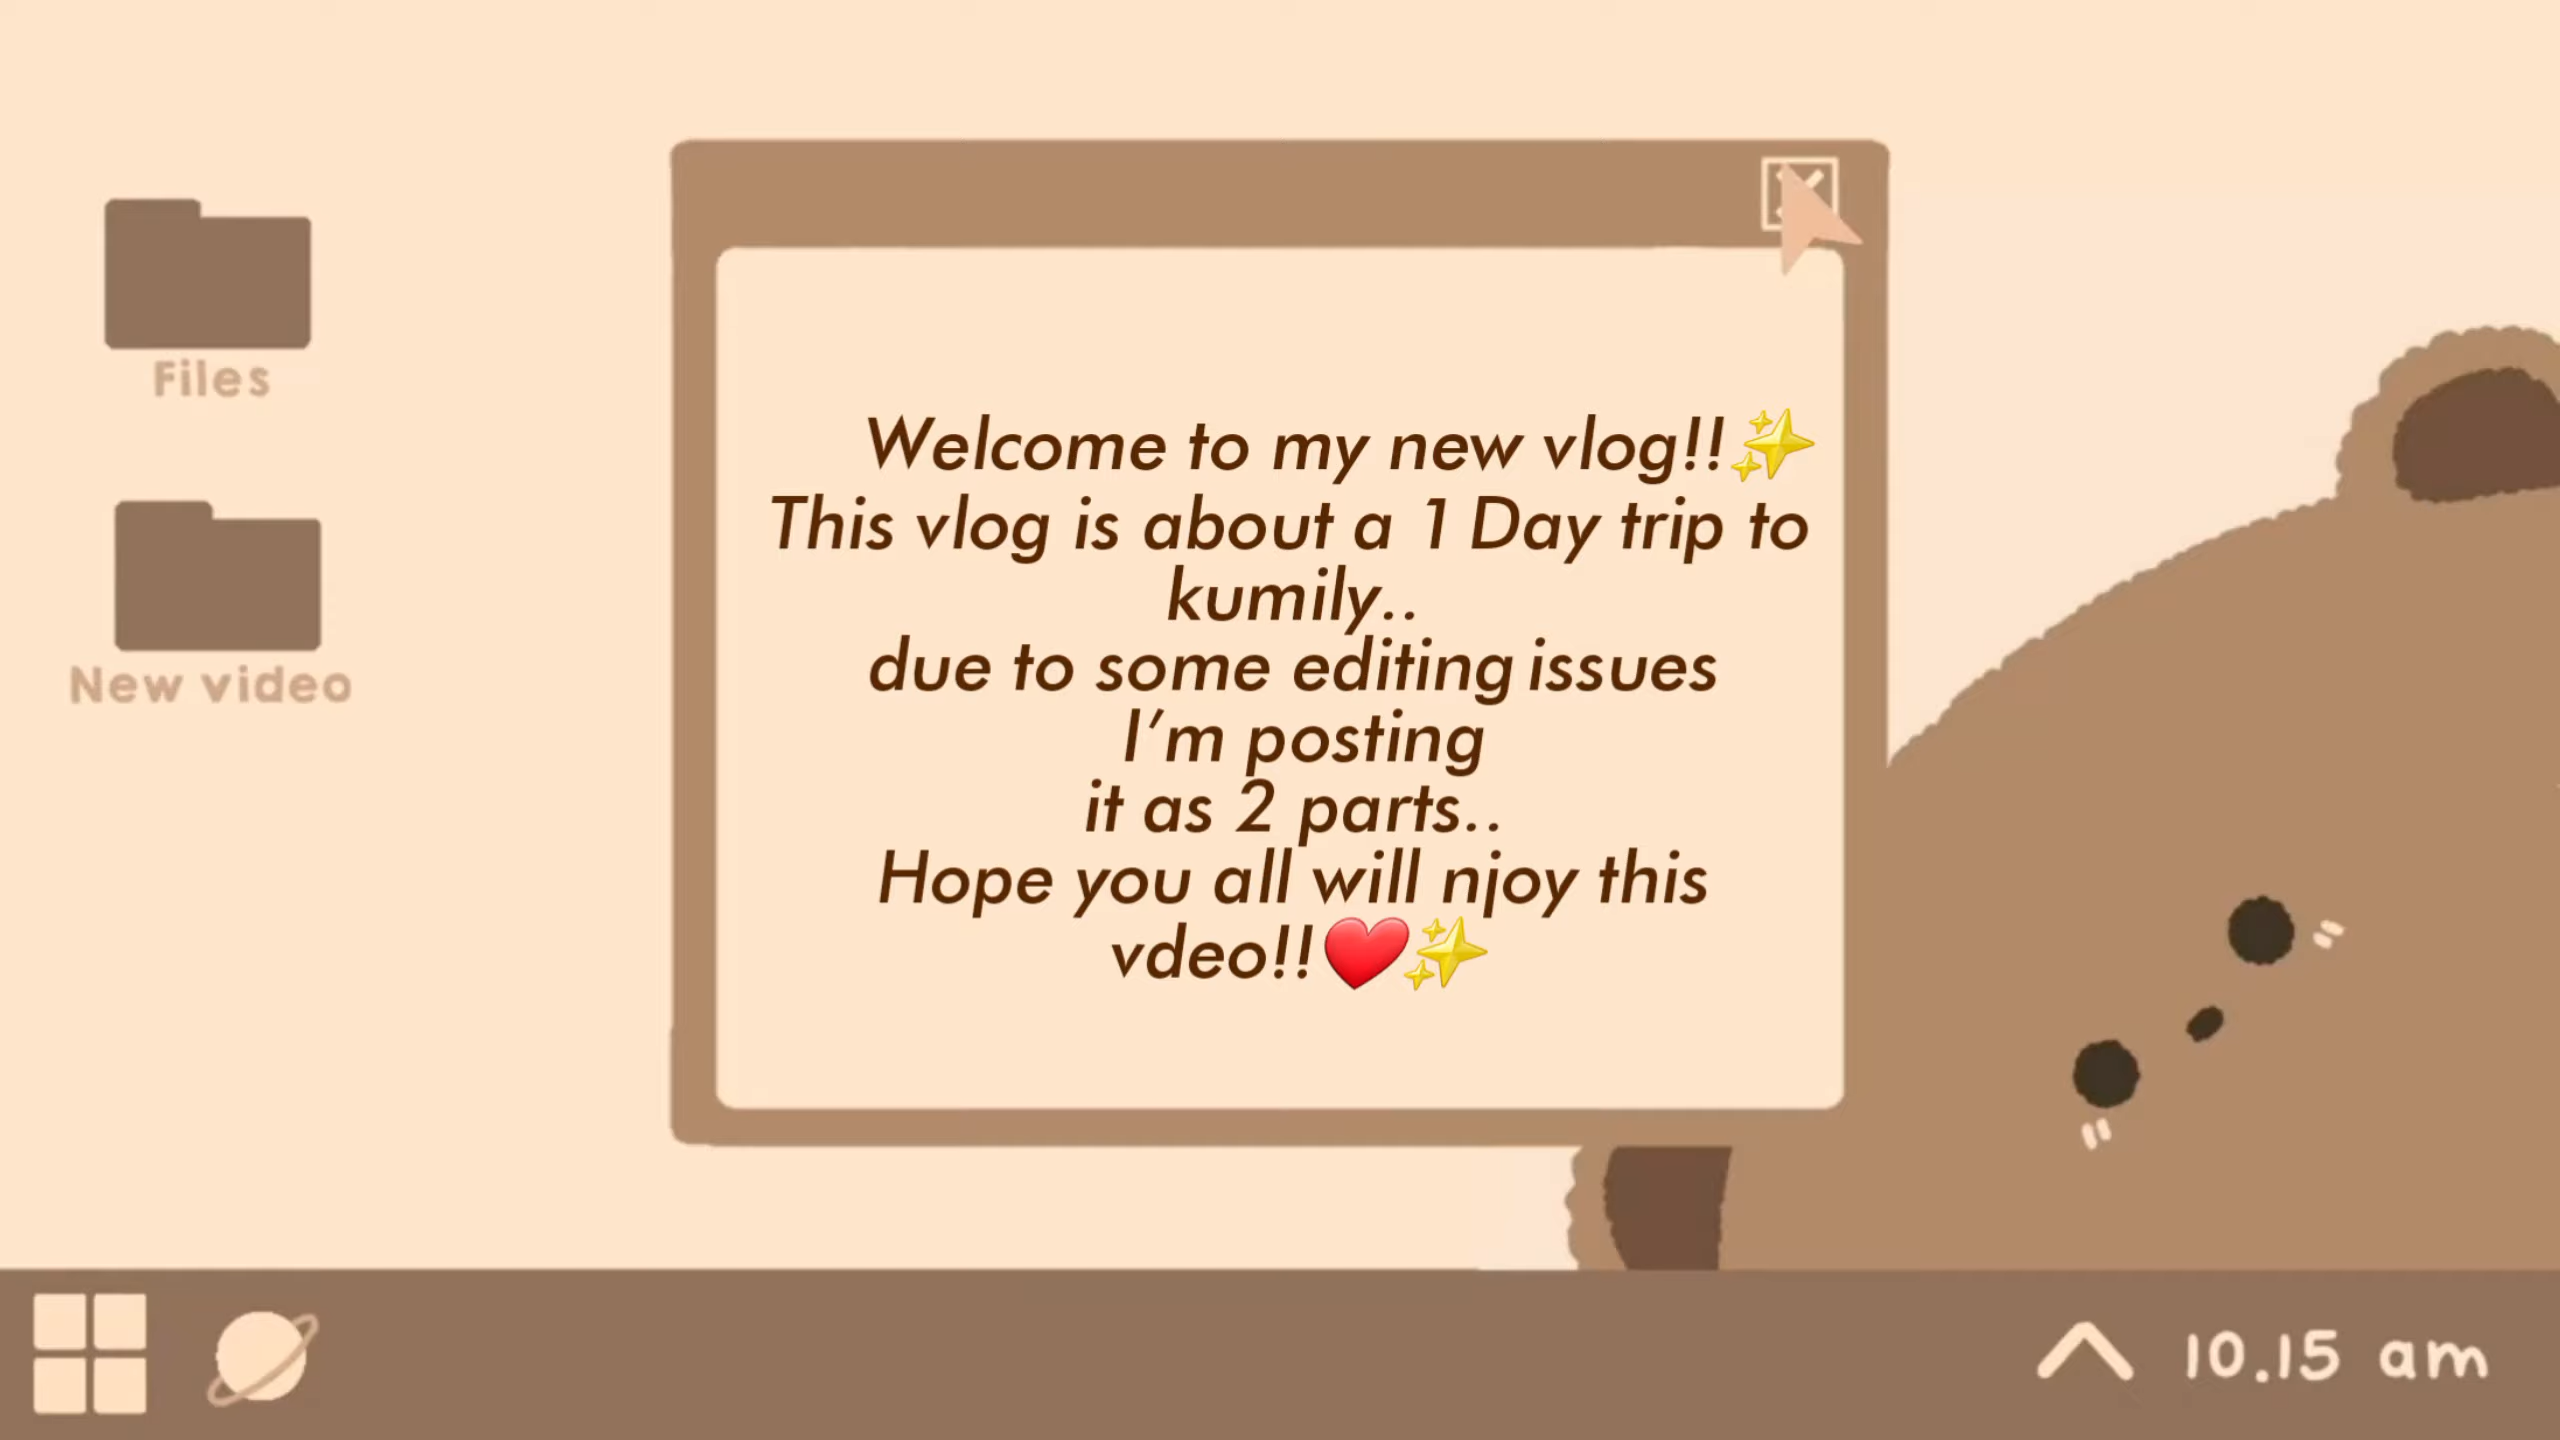 Files
New video
Welcome to my new vlog!!✨
This vlog is about a 1 Day trip to
kumily..
due to some editing issues
I'm posting
it as 2 parts..
Hope you all will njoy this
vdeo!!❤️✨
10.15 am